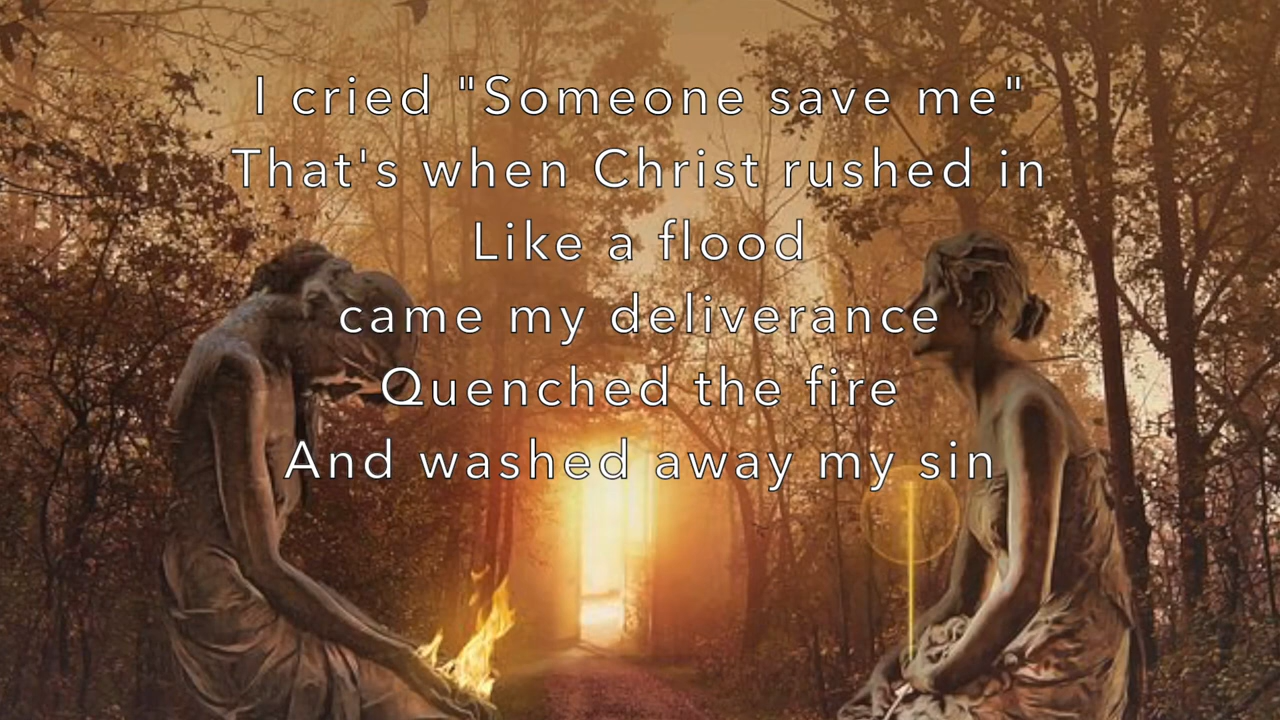 I cried "Someone save me"
That's when Christ rushed in
Like a flood
came my deliverance
Quenched the fire
And washed away my sin